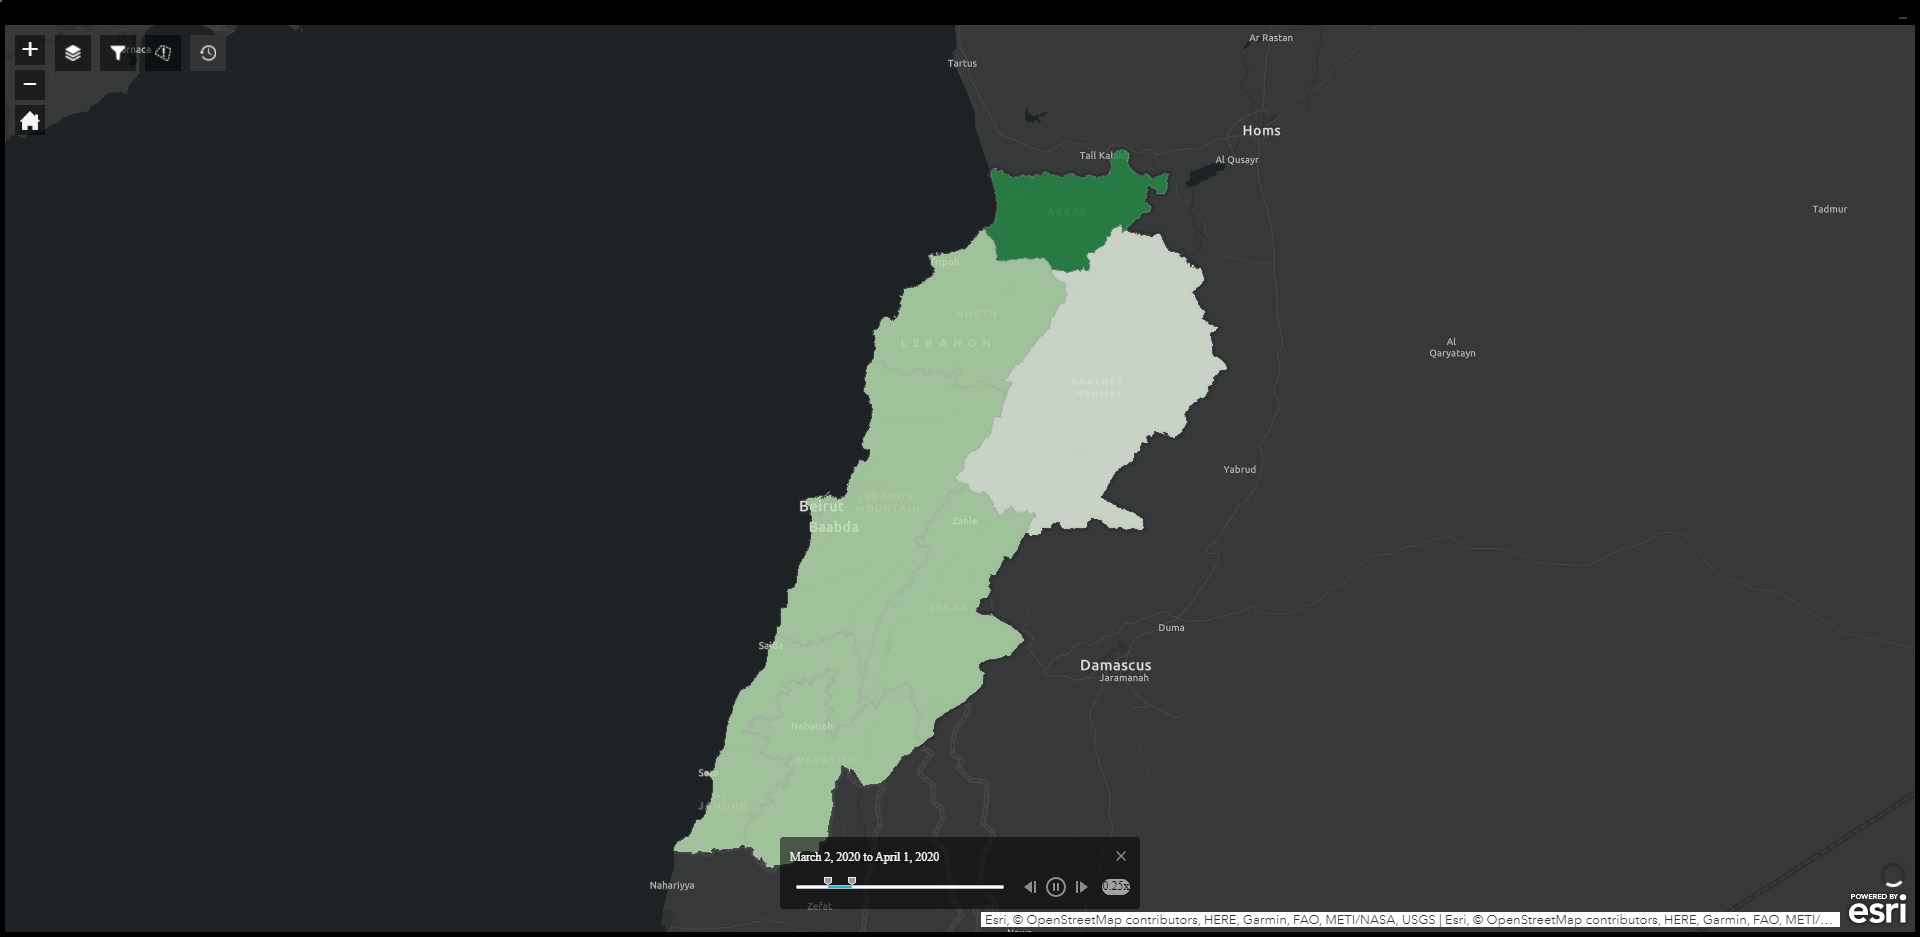 Tartus
Ar Rastan
Homs
Tall Kalakh
Al Qusayr
AKKAR
Tadmur
Tripoli
NORTH
LEBANON
Al
Qaryatayn
BAALBEK
HERMEL
Yabrud
LEBANON
MOUNTAIN
Beirut
Zahle
Baabda
BEKAA
Duma
Saida
Damascus
Jaramanah
Nabatieh
NABATIEH
Sour
AL
JANOUB
March 2, 2020 to April 1, 2020
Nahariyya
0.25x
Zefat
POWERED BY
esri
Esri, © OpenStreetMap contributors, HERE, Garmin, FAO, METI/NASA, USGS | Esri, © OpenStreetMap contributors, HERE, Garmin, FAO, METI/…